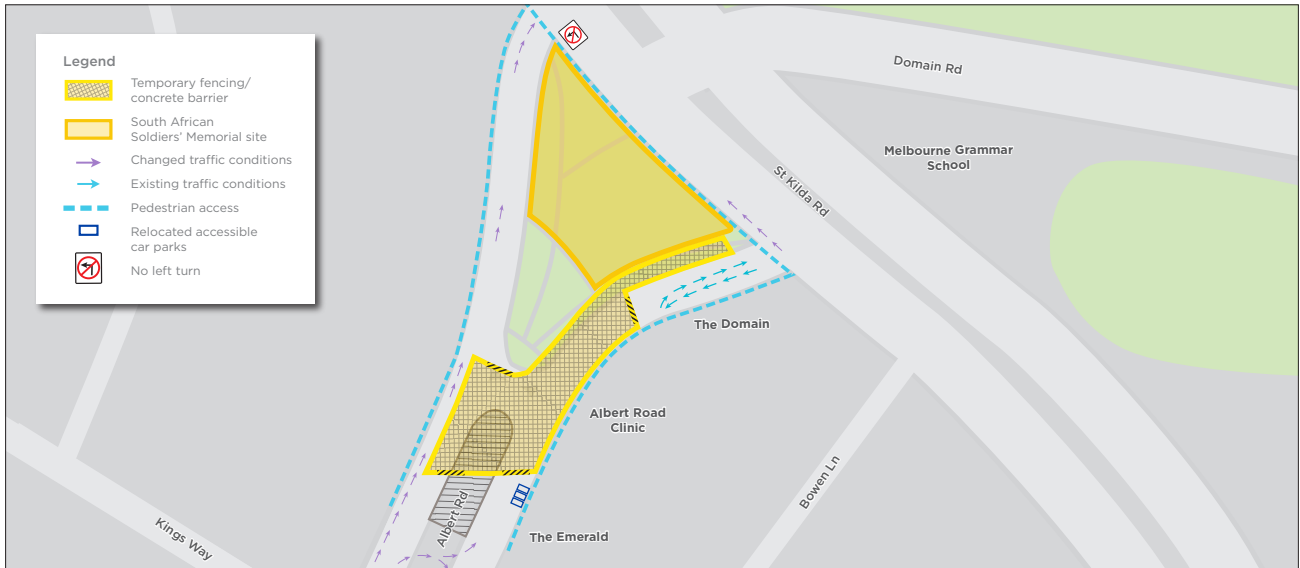 Legend
Temporary fencing/
concrete barrier
South African
Soldiers' Memorial site
Changed traffic conditions
Existing traffic conditions
Pedestrian access
Relocated accessible
car parks
No left turn
Domain Rd
Melbourne Grammar
School
St Kilda Rd
The Domain
Albert Road
Clinic
Bowen Ln
Albert Rd
The Emerald
Kings Way